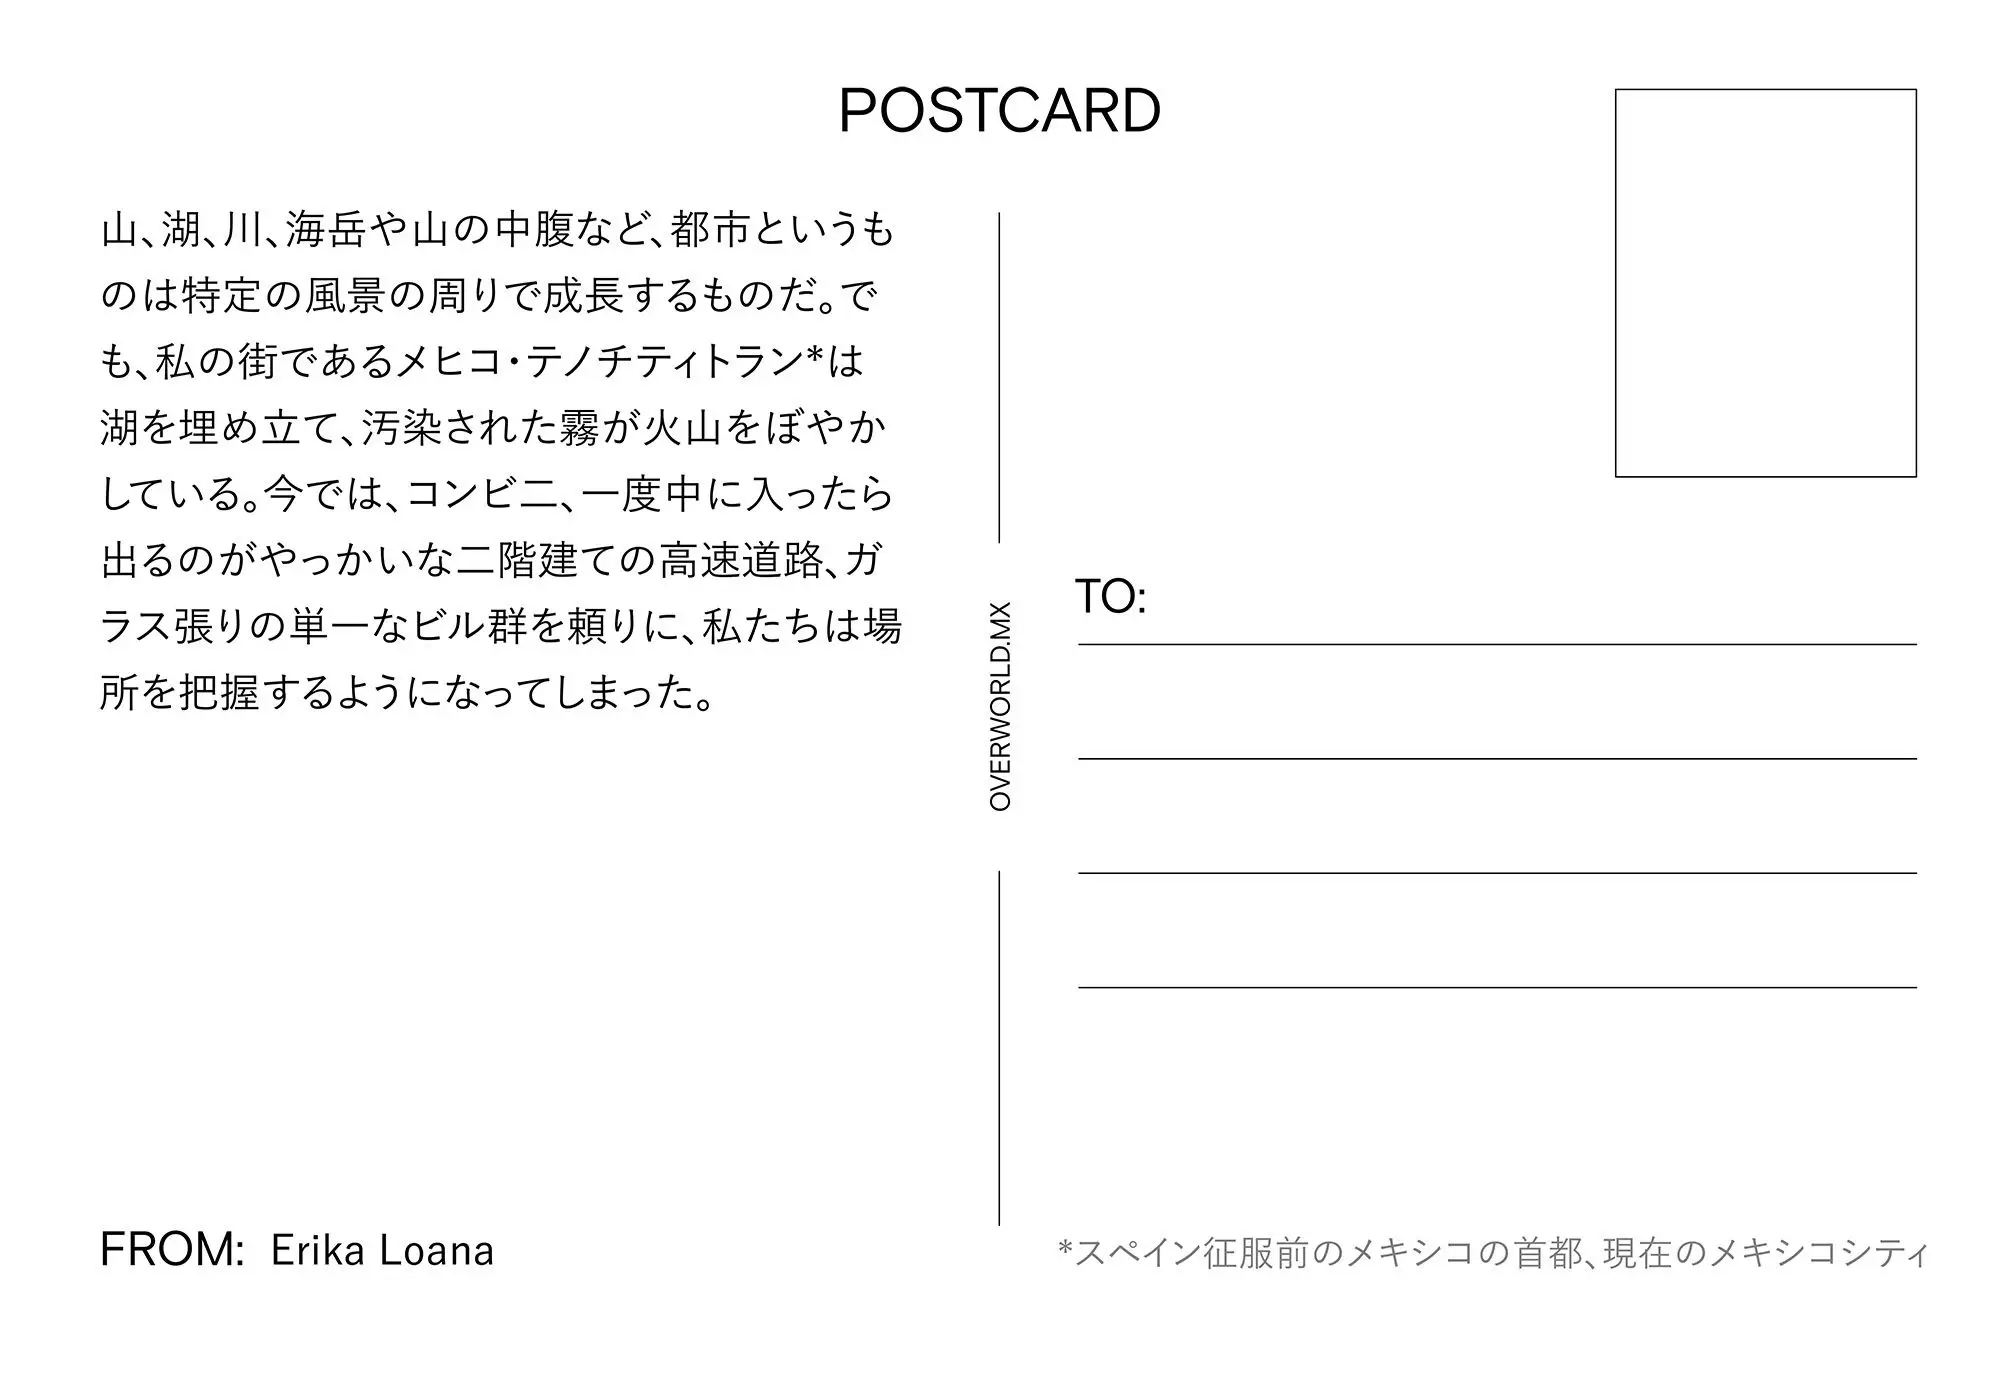 POSTCARD
山、湖、川、海岳や山の中腹など、都市というも
のは特定の風景の周りで成長するものだ。で
も、私の街であるメヒコ・テノチティトラン*は
湖を埋め立て、汚染された霧が火山をぼやか
している。今では、コンビニ、一度中に入ったら
出るのがやっかいな二階建ての高速道路、ガ
ラス張りの単一なビル群を頼りに、私たちは場
所を把握するようになってしまった。
FROM: Erika Loana
OVERWORLD.MX
TO:
*スペイン征服前のメキシコの首都、現在のメキシコシティ